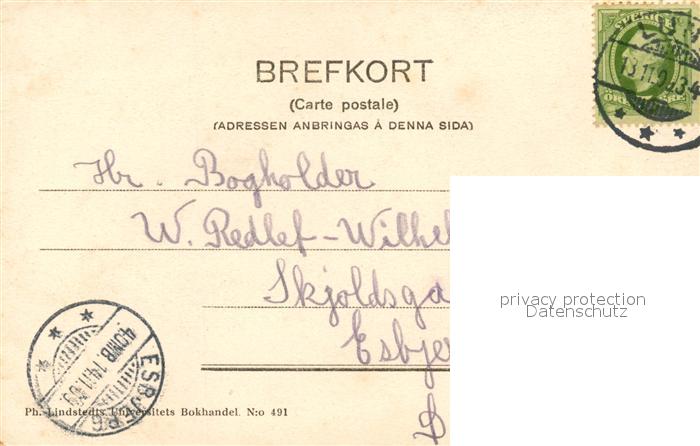 BREFKORT
(Carte postale)
(ADRESSEN ANBRINGAS Å DENNA SIDA)
Hr. Bogholder
W. Redlef-Wilhel
Skjoldsga
Esbjer
D
privacy protection
Datenschutz
ESBJERG
Ph. Lindstedts Universitets Bokhandel. N:o 491